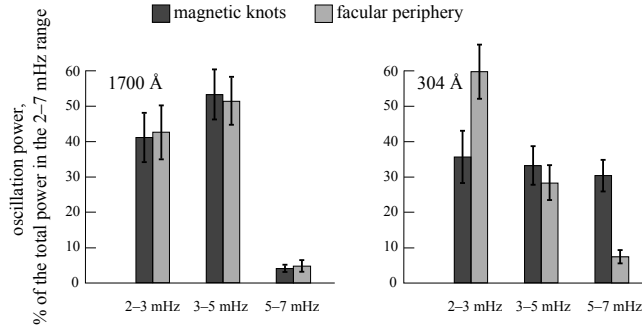 magnetic knots facular periphery
oscillation power,
% of the total power in the 2–7 mHz range
1700 Å
60
50
40
30
20
10
0
2–3 mHz 3–5 mHz 5–7 mHz
304 Å
60
50
40
30
20
10
0
2–3 mHz 3–5 mHz 5–7 mHz